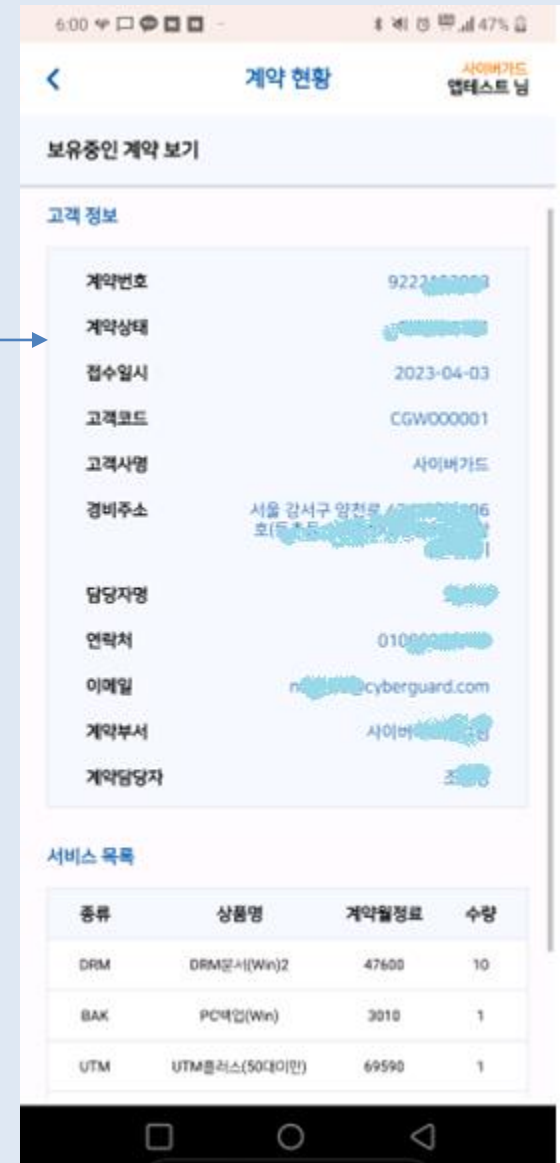 6:00
47%
계약 현황
사이버가드
앱테스트 님
보유중인 계약 보기
고객 정보
계약번호 9222
계약상태
접수일시 2023-04-03
고객코드 CGW000001
고객사명 사이버가드
경비주소 서울 강서구 양천로
담당자명
연락처 010
이메일 @cyberguard.com
계약부서 사이버
계약담당자
서비스 목록
종류 상품명 계약월정료 수량
DRM DRM문서(Win)2 47600 10
BAK PC백업(Win) 3010 1
UTM UTM플러스(50대미만) 69590 1